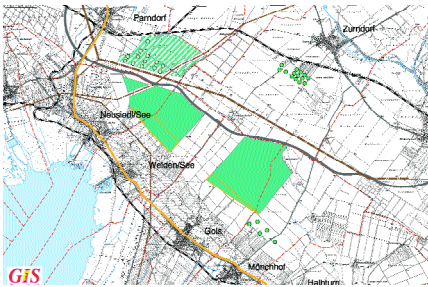 Parndorf
Zurndorf
Neusiedl/See
Weiden/See
Gols
Mönchhof
Halbturn
GiS